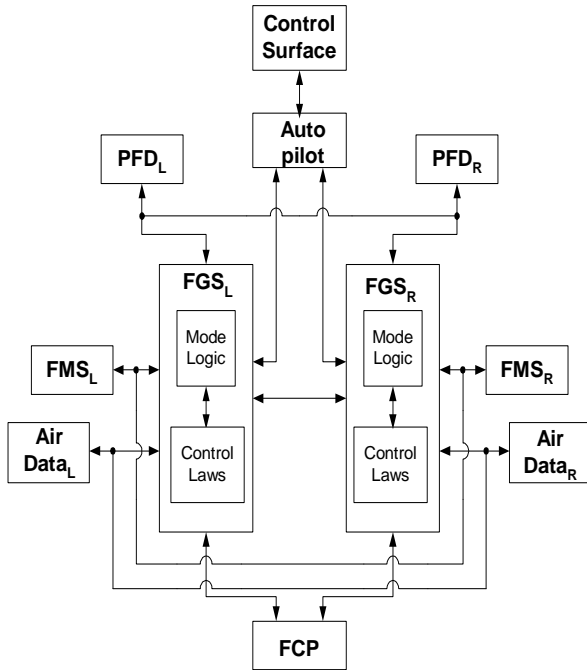 Control
Surface
Auto
pilot
PFDL
PFDR
FGSL
FGSR
Mode
Logic
Mode
Logic
FMSL
FMSR
Air
DataL
Control
Laws
Control
Laws
Air
DataR
FCP